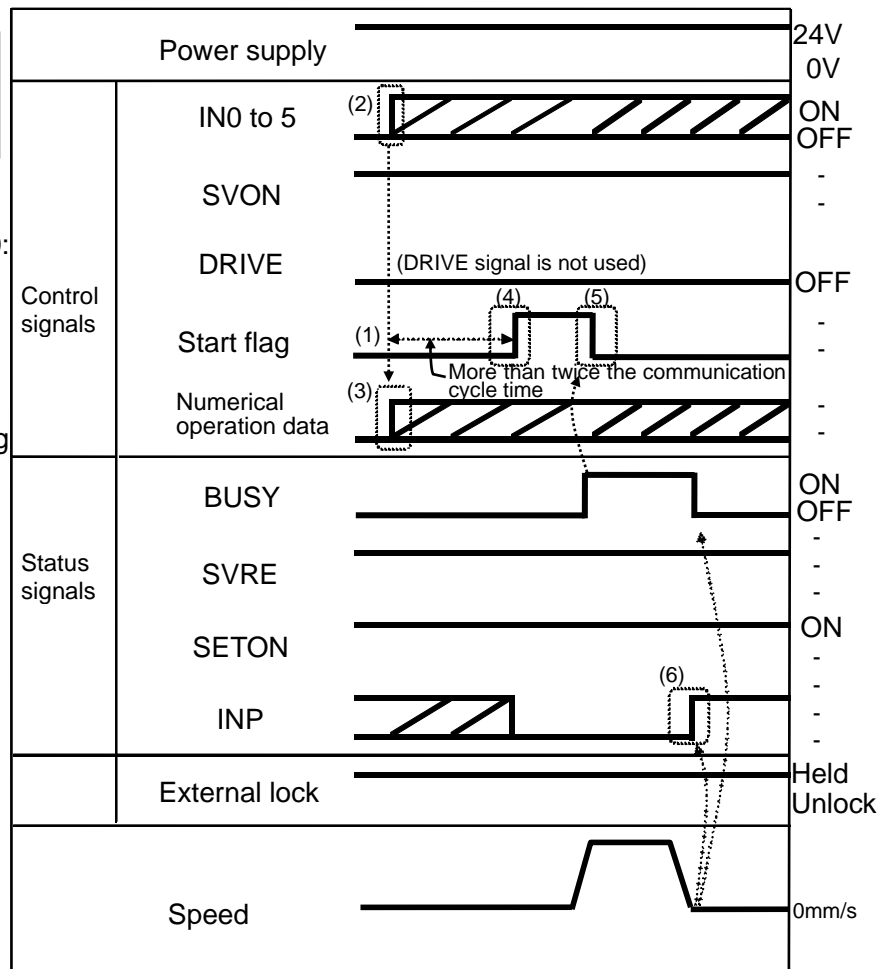 Power supply
24V
0V
IN0 to 5
(2)
ON
OFF
SVON
-
-
:
DRIVE
(DRIVE signal is not used)
OFF
Control
signals
(4)
(5)
Start flag
(1)
-
-
More than twice the communication
cycle time
Numerical
operation data
(3)
-
-
g
BUSY
ON
OFF
Status
signals
SVRE
-
-
-
SETON
ON
-
-
INP
(6)
-
-
External lock
Held
Unlock
Speed
0mm/s